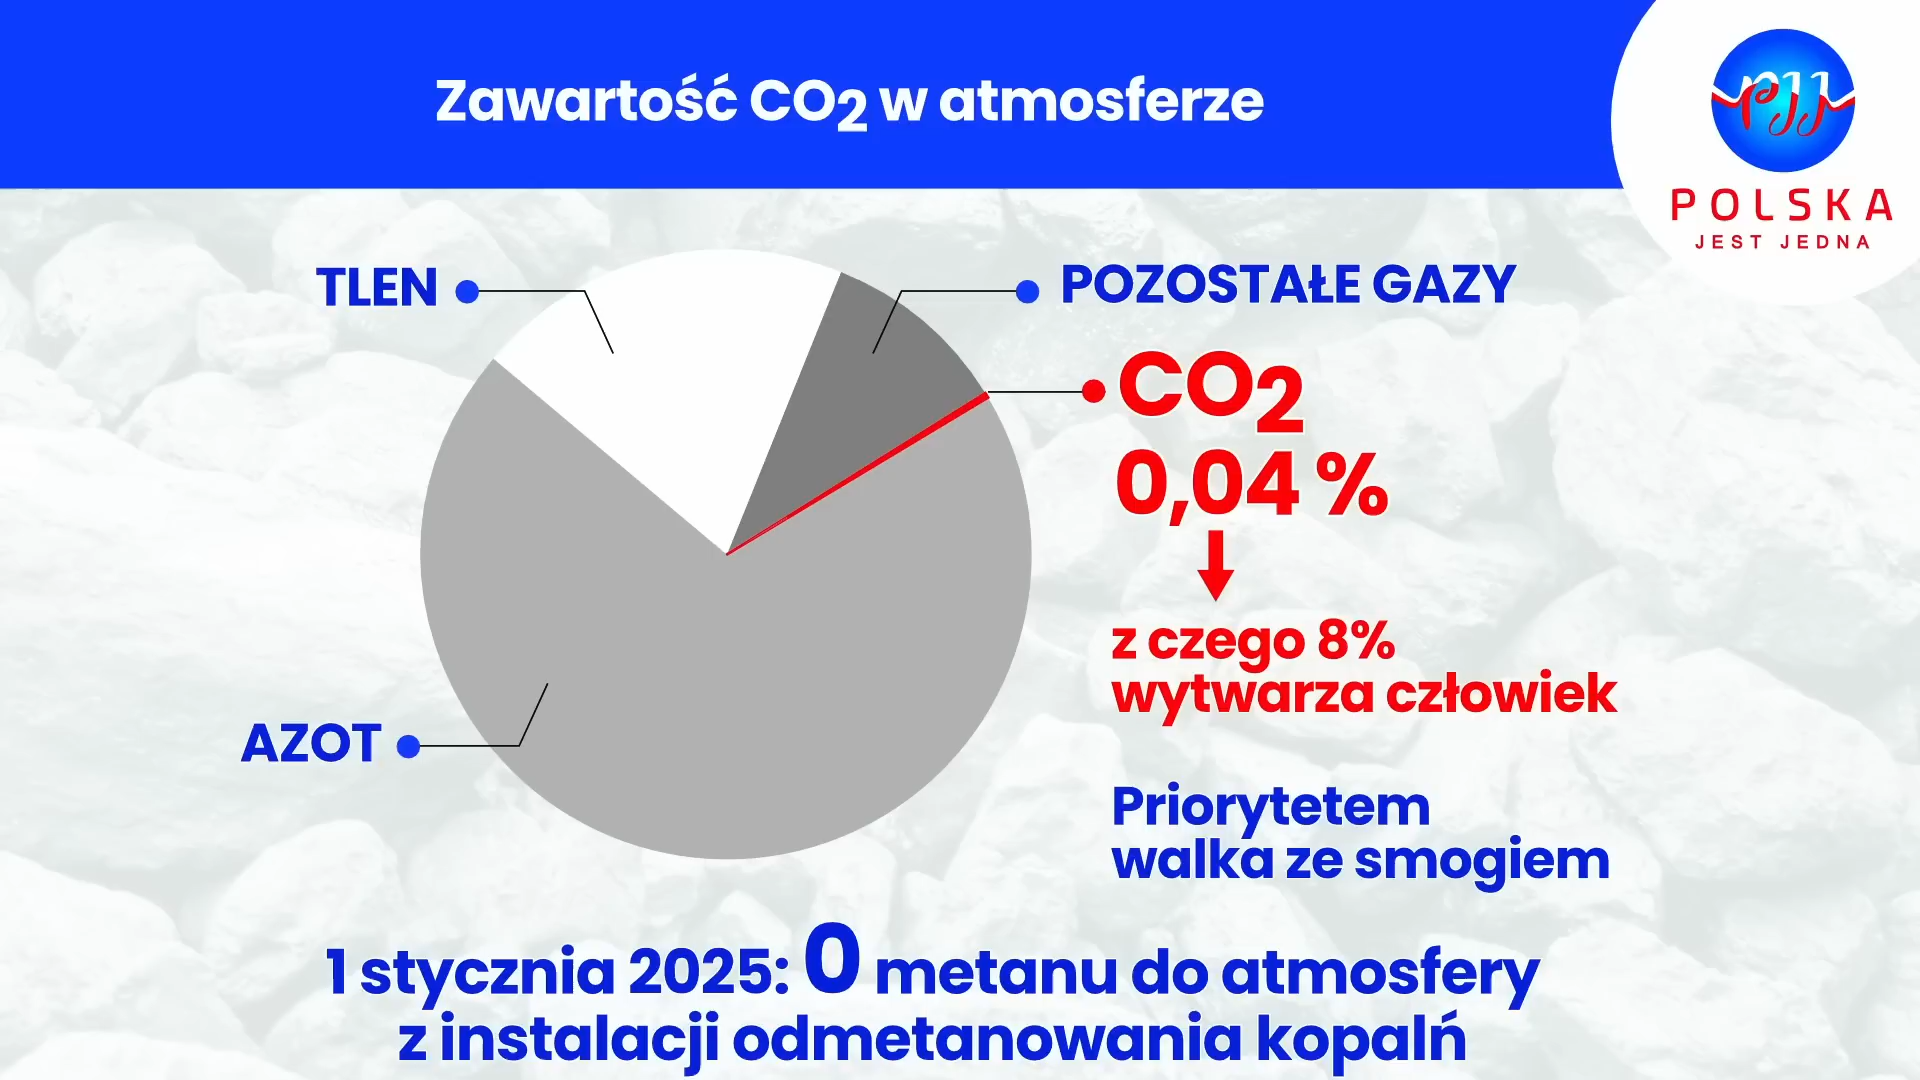 Zawartość CO2 w atmosferze
PJJ
POLSKA
JEST JEDNA
TLEN
POZOSTAŁE GAZY
CO2
0,04 %
z czego 8%
wytwarza człowiek
AZOT
Priorytetem
walka ze smogiem
1 stycznia 2025: 0 metanu do atmosfery
z instalacji odmetanowania kopalń